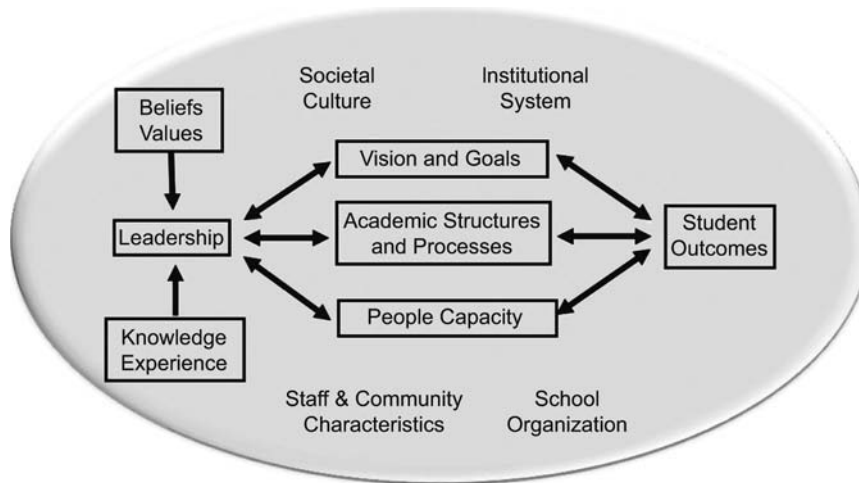 Societal
Culture
Institutional
System
Beliefs
Values
Vision and Goals
Leadership
Academic Structures
and Processes
Student
Outcomes
People Capacity
Knowledge
Experience
Staff & Community
Characteristics
School
Organization